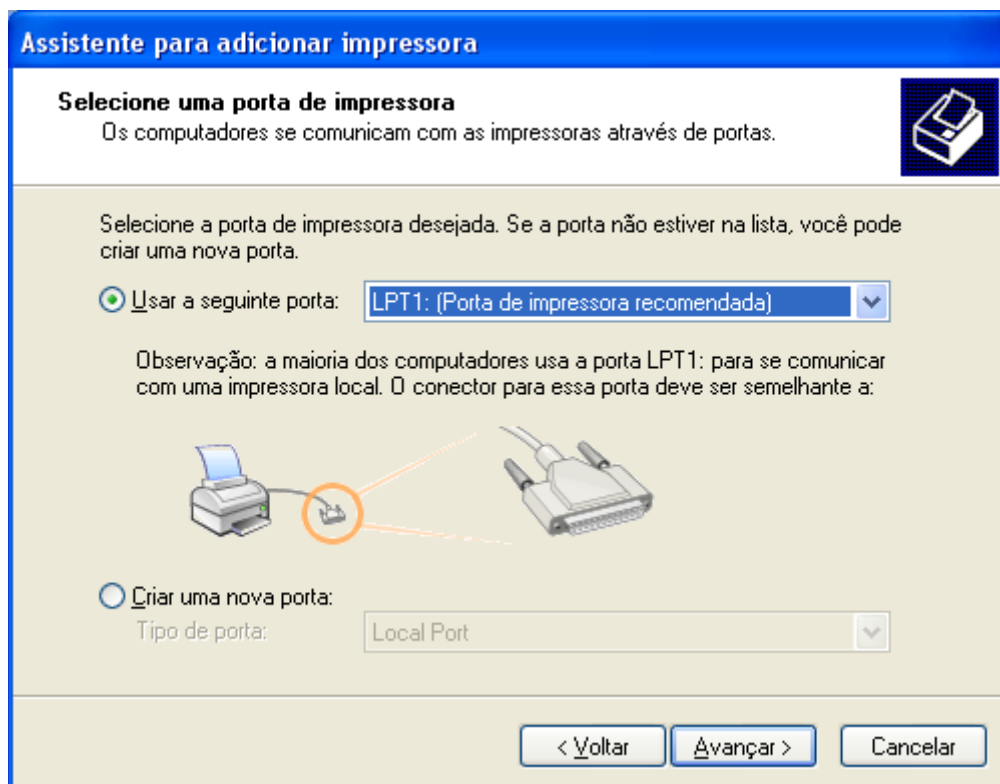 Assistente para adicionar impressora
Selecione uma porta de impressora
Os computadores se comunicam com as impressoras através de portas.
Selecione a porta de impressora desejada. Se a porta não estiver na lista, você pode
criar uma nova porta.
Usar a seguinte porta: LPT1: (Porta de impressora recomendada)
Observação: a maioria dos computadores usa a porta LPT1: para se comunicar
com uma impressora local. O conector para essa porta deve ser semelhante a:
Criar uma nova porta:
Tipo de porta: Local Port
< Voltar Avançar > Cancelar